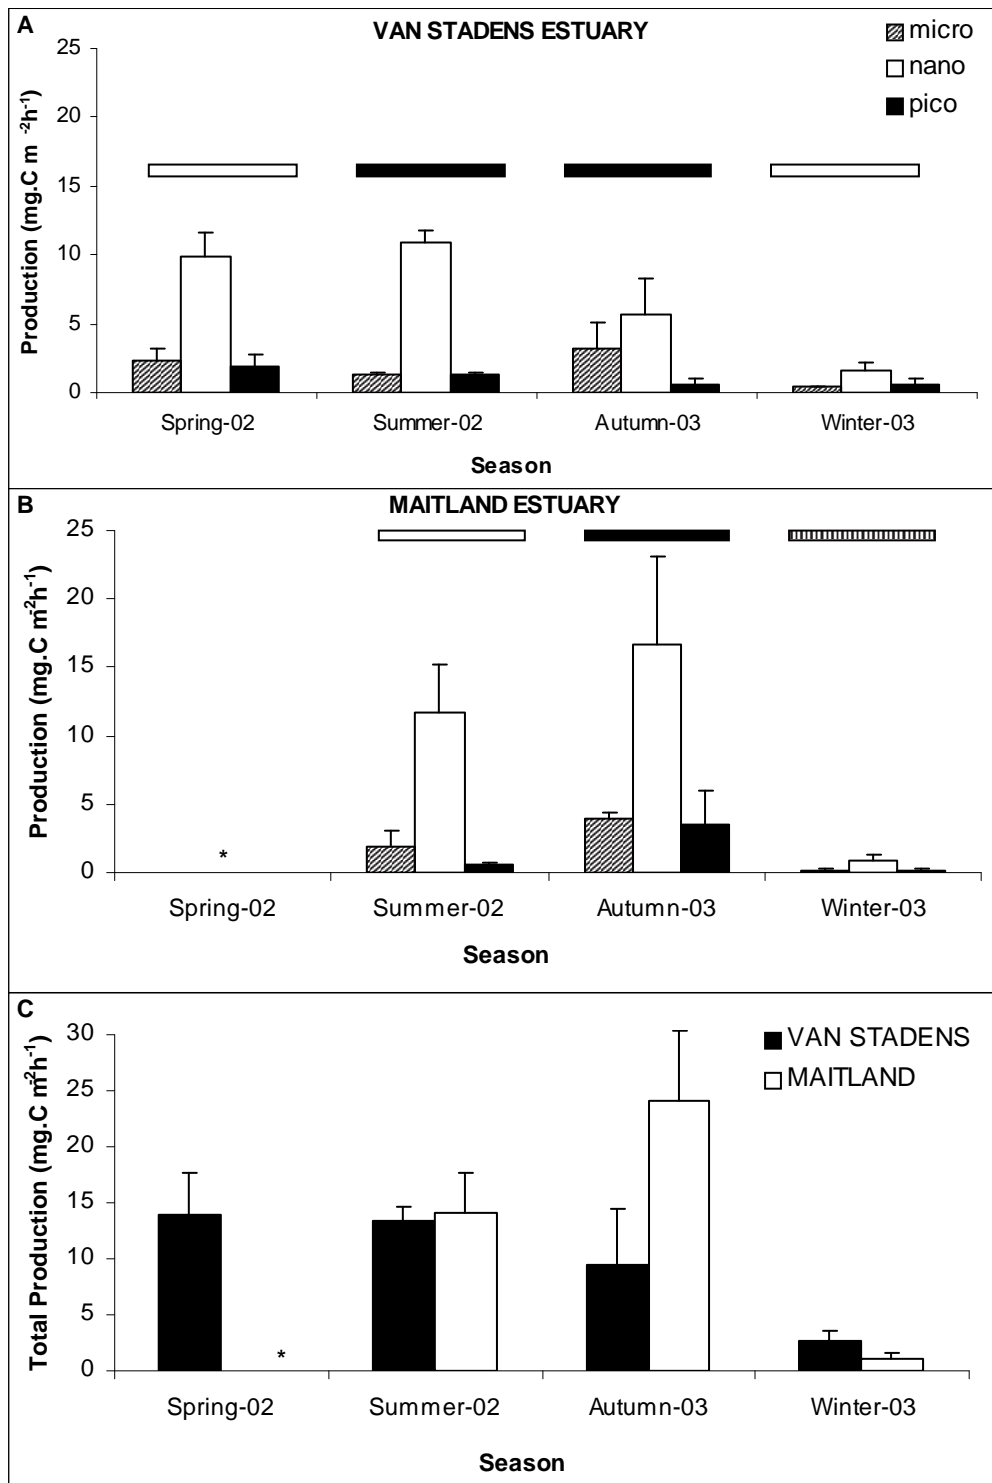 A
VAN STADENS ESTUARY
micro
nano
pico
Production (mg.C m -2h-1)
25
20
15
10
5
0
Spring-02 Summer-02 Autumn-03 Winter-03
Season
B
MAITLAND ESTUARY
Production (mg.C m-2h-1)
25
20
15
10
5
0
*
Spring-02 Summer-02 Autumn-03 Winter-03
Season
C
VAN STADENS
MAITLAND
Total Production (mg.C m-2h-1)
30
25
20
15
10
5
0
*
Spring-02 Summer-02 Autumn-03 Winter-03
Season